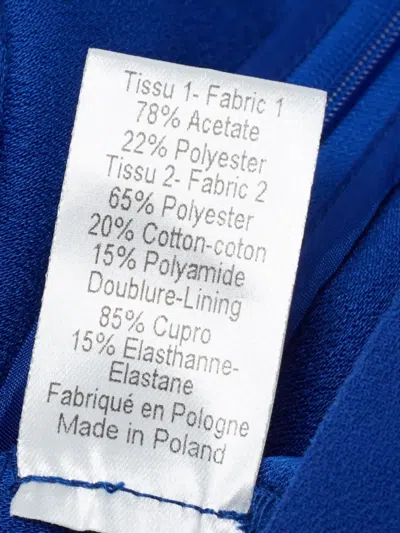 Tissu 1- Fabric 1
78% Acetate
22% Polyester
Tissu 2- Fabric 2
65% Polyester
20% Cotton-coton
15% Polyamide
Doublure-Lining
85% Cupro
15% Elasthanne-
Elastane
Fabriqué en Pologne
Made in Poland